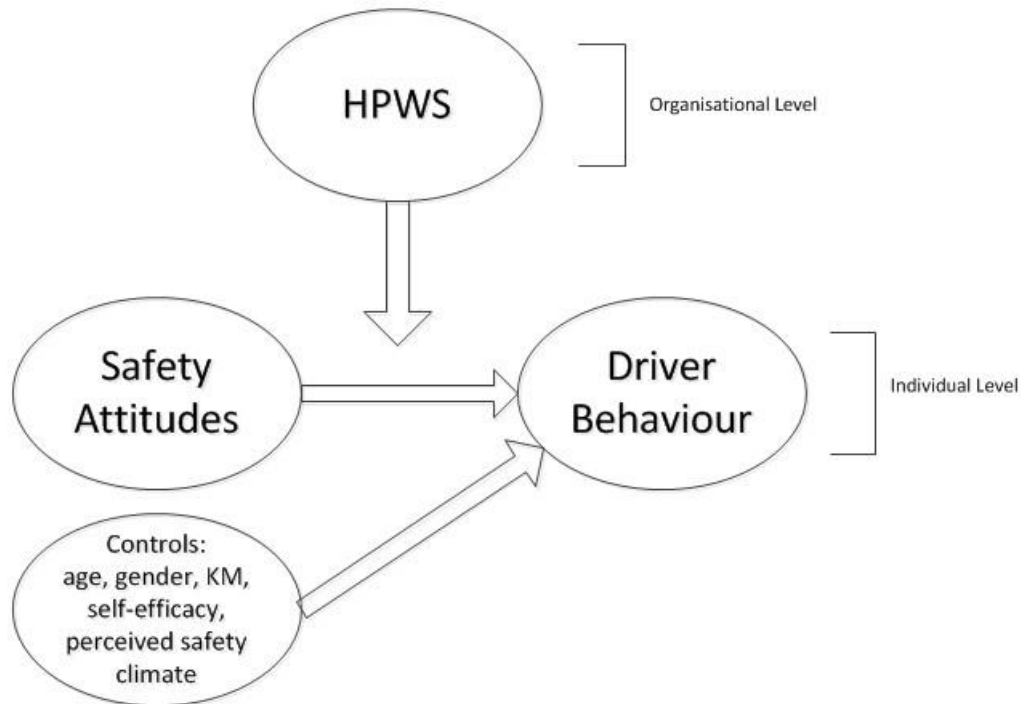 HPWS
Organisational Level
Safety
Attitudes
Driver
Behaviour
Individual Level
Controls:
age, gender, KM,
self-efficacy,
perceived safety
climate